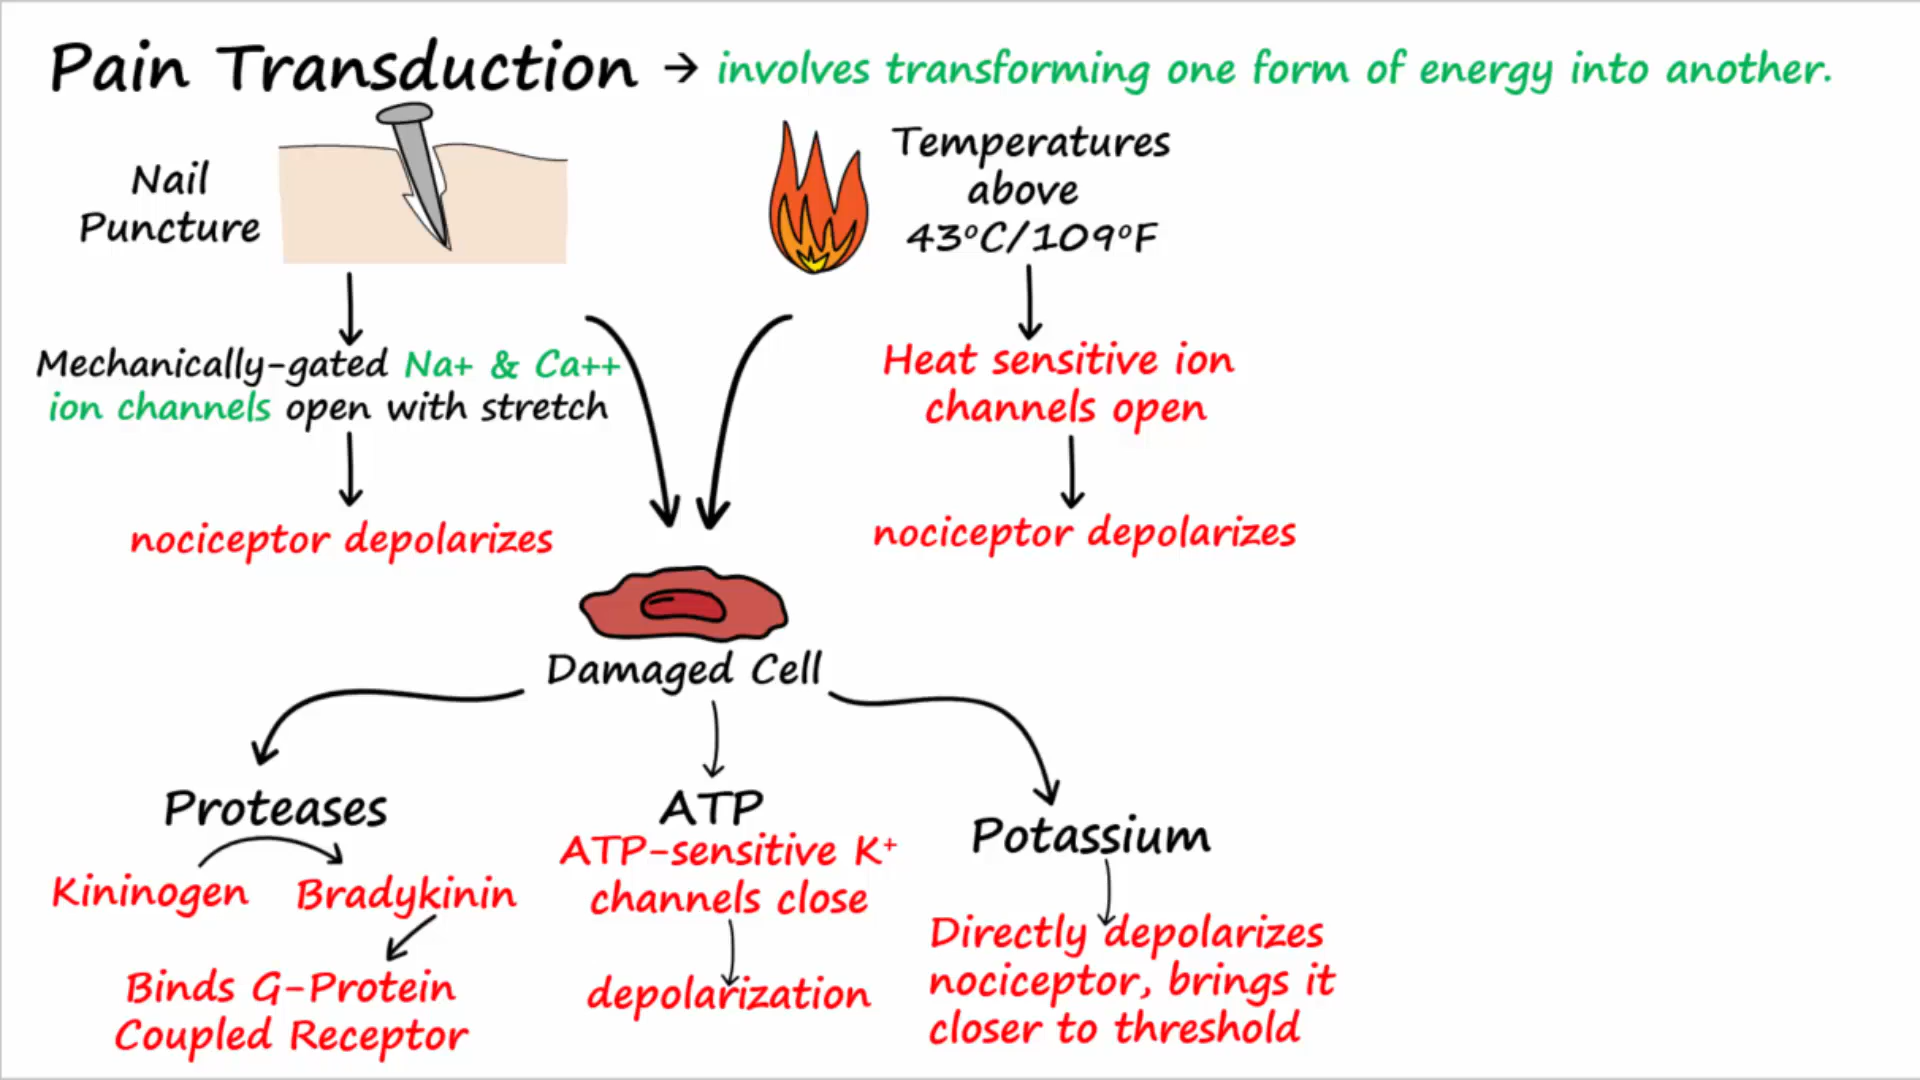 Pain Transduction → involves transforming one form of energy into another.
Nail
Puncture
Temperatures
above
43°C/109°F
Mechanically-gated Na+ & Ca++
ion channels open with stretch
Heat sensitive ion
channels open
nociceptor depolarizes
nociceptor depolarizes
Damaged Cell
Proteases
Kininogen Bradykinin
Binds G-Protein
Coupled Receptor
ATP
ATP-sensitive K⁺
channels close
depolarization
Potassium
Directly depolarizes
nociceptor, brings it
closer to threshold